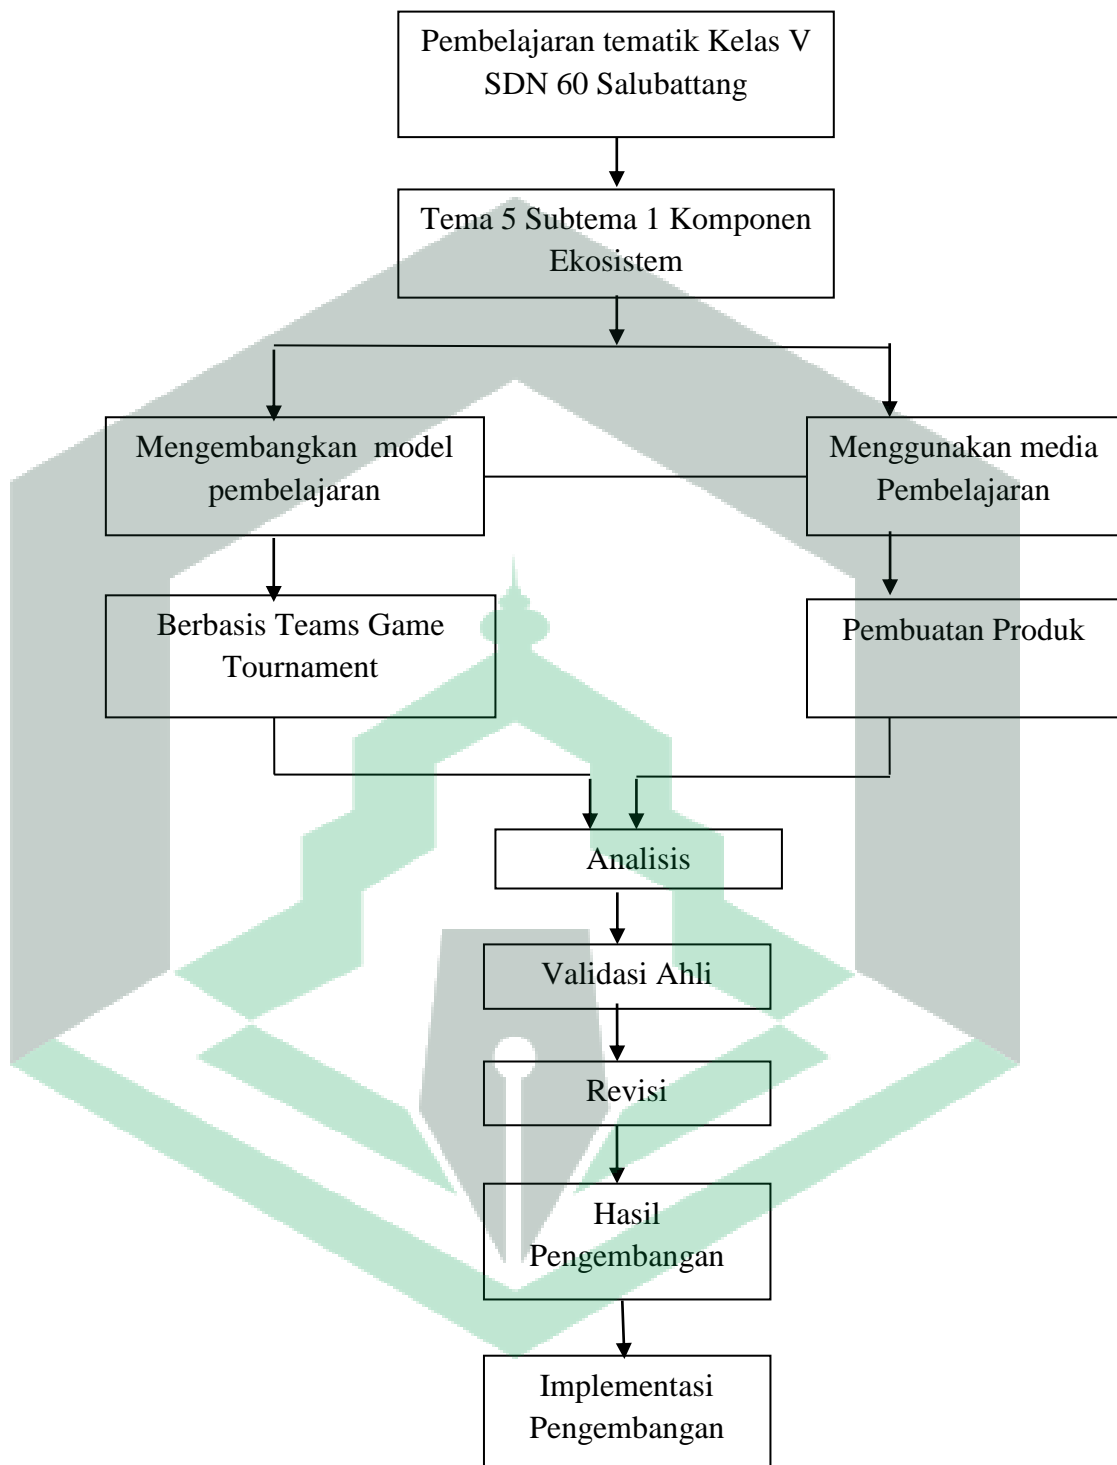 Pembelajaran tematik Kelas V
SDN 60 Salubattang
Tema 5 Subtema 1 Komponen
Ekosistem
Mengembangkan model
pembelajaran
Menggunakan media
Pembelajaran
Berbasis Teams Game
Tournament
Pembuatan Produk
Analisis
Validasi Ahli
Revisi
Hasil
Pengembangan
Implementasi
Pengembangan